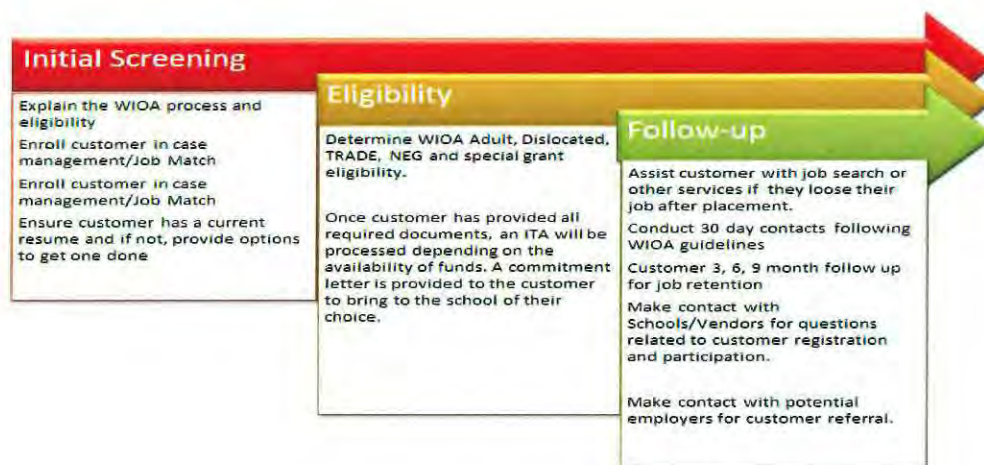 Initial Screening
Explain the WIOA process and
eligibility
Enroll customer in case
management/Job Match
Enroll customer in case
management/Job Match
Ensure customer has a current
resume and if not, provide options
to get one done
Eligibility
Determine WIOA Adult, Dislocated,
TRADE, NEG and special grant
eligibility.
Once customer has provided all
required documents, an ITA will be
processed depending on the
availability of funds. A commitment
letter is provided to the customer
to bring to the school of their
choice.
Follow-up
Assist customer with job search or
other services if they loose their
job after placement.
Conduct 30 day contacts following
WIOA guidelines
Customer 3, 6, 9 month follow up
for job retention
Make contact with
Schools/Vendors for questions
related to customer registration
and participation.
Make contact with potential
employers for customer referral.